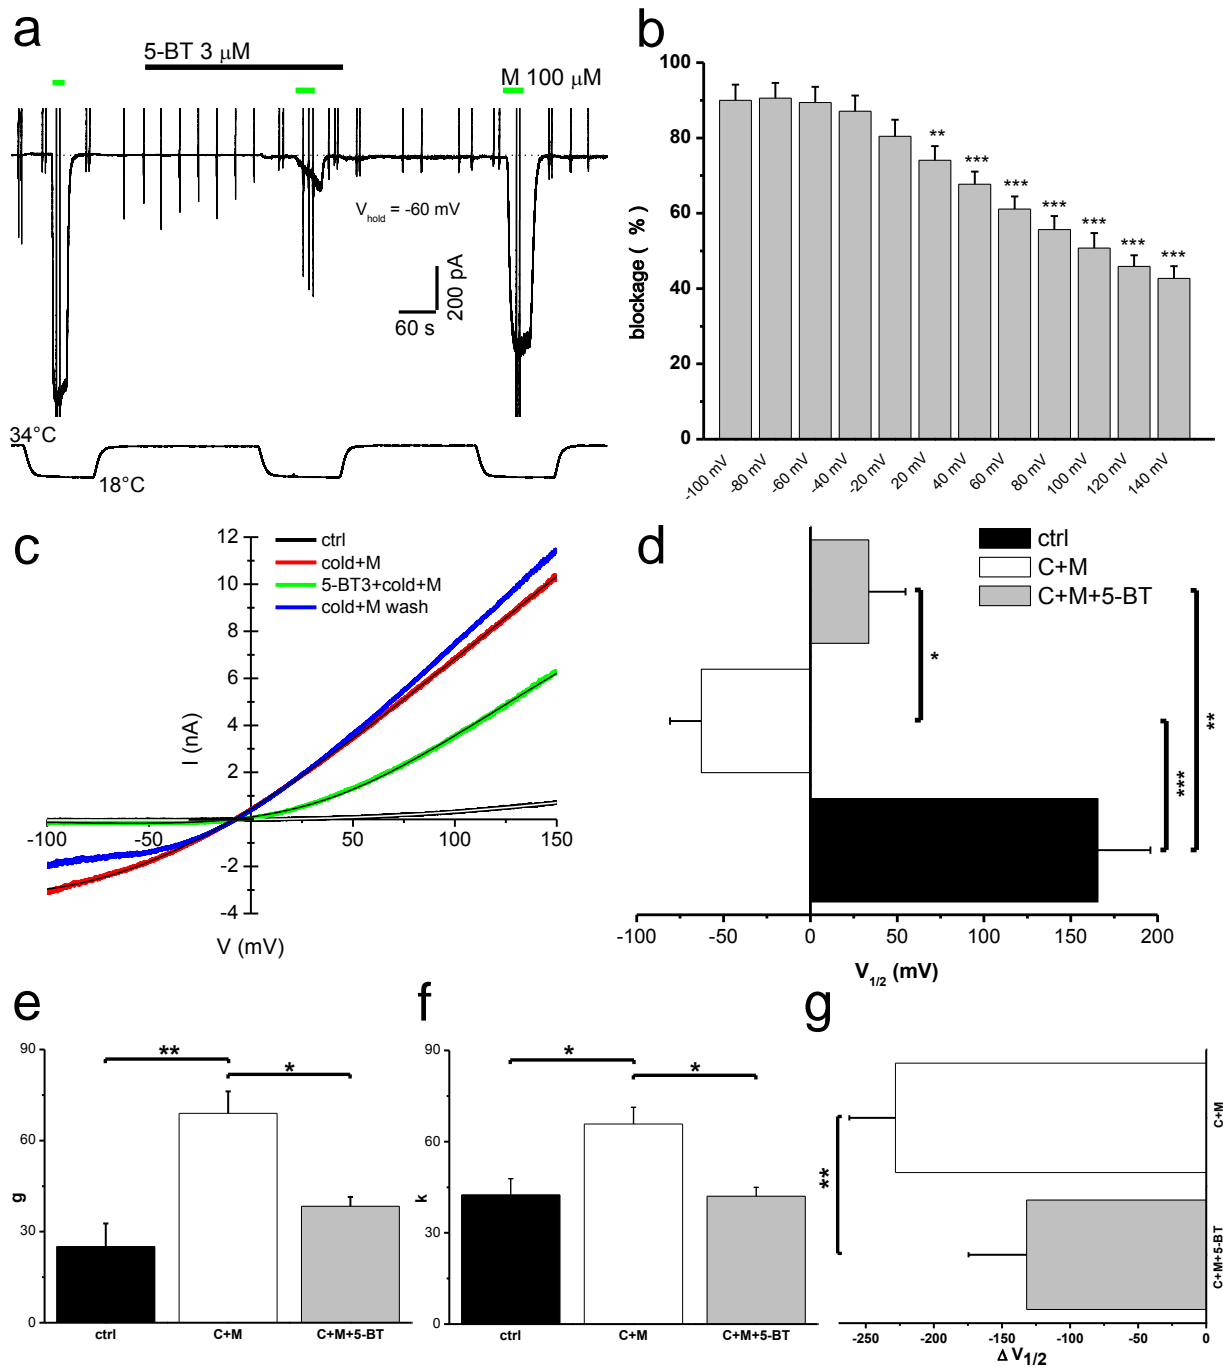 a
5-BT 3 μM
M 100 μM
V hold = -60 mV
200 pA
60 s
34°C
18°C
b
100
80
60
40
20
0
blockage ( %)
** *** *** *** *** *** ***
-100 mV
-80 mV
-60 mV
-40 mV
-20 mV
20 mV
40 mV
60 mV
80 mV
100 mV
120 mV
140 mV
c
ctrl
cold+M
5-BT3+cold+M
cold+M wash
12
10
8
6
4
2
-2
-4
I (nA)
-100 -50 0 50 100 150
V (mV)
d
ctrl
C+M
C+M+5-BT
*
***
**
-100 -50 0 50 100 150 200
V1/2 (mV)
e
90
60
30
0
g
** *
ctrl C+M C+M+5-BT
f
90
60
30
0
k
* *
ctrl C+M C+M+5-BT
g
**
C+M
C+M+5-BT
-250 -200 -150 -100 -50 0
Δ V1/2